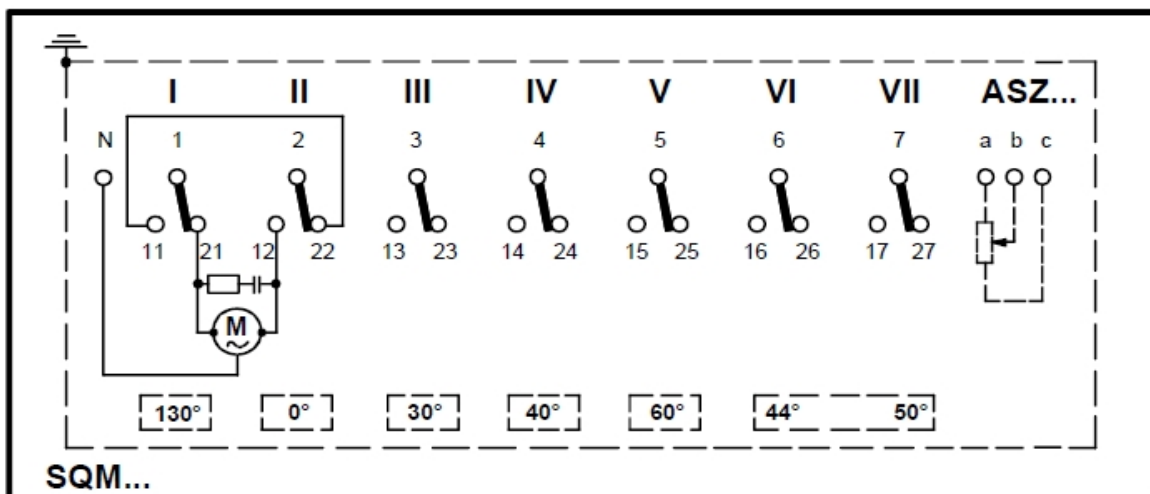 I II III IV V VI VII ASZ...
N 1 2 3 4 5 6 7 a b c
11 21 12 22 13 23 14 24 15 25 16 26 17 27
M
~
130° 0° 30° 40° 60° 44° 50°
SQM...